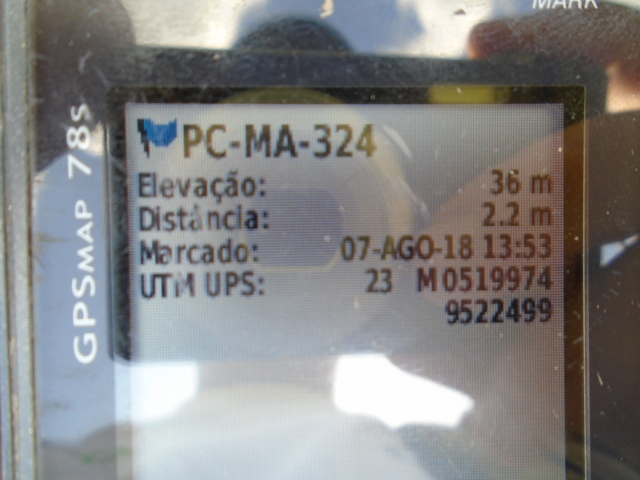 MARK
GPSMAP 78s
PC-MA-324
Elevação: 36 m
Distância: 2.2 m
Marcado: 07-AGO-18 13:53
UTM UPS: 23 M 0519974
9522499